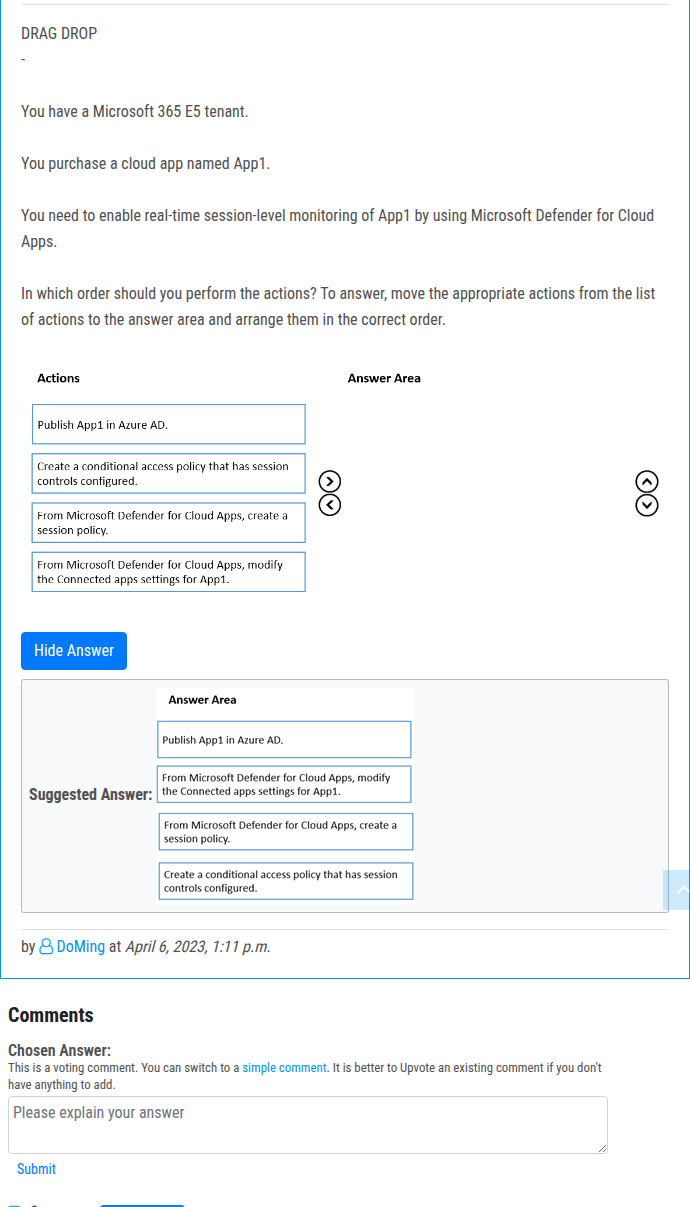 DRAG DROP
-
You have a Microsoft 365 E5 tenant.
You purchase a cloud app named App1.
You need to enable real-time session-level monitoring of App1 by using Microsoft Defender for Cloud
Apps.
In which order should you perform the actions? To answer, move the appropriate actions from the list
of actions to the answer area and arrange them in the correct order.
Actions
Answer Area
Publish App1 in Azure AD.
Create a conditional access policy that has session
controls configured.
From Microsoft Defender for Cloud Apps, create a
session policy.
From Microsoft Defender for Cloud Apps, modify
the Connected apps settings for App1.
Hide Answer
Suggested Answer:
Answer Area
Publish App1 in Azure AD.
From Microsoft Defender for Cloud Apps, modify
the Connected apps settings for App1.
From Microsoft Defender for Cloud Apps, create a
session policy.
Create a conditional access policy that has session
controls configured.
by DoMing at April 6, 2023, 1:11 p.m.
Comments
Chosen Answer:
This is a voting comment. You can switch to a simple comment. It is better to Upvote an existing comment if you don't
have anything to add.
Please explain your answer
Submit